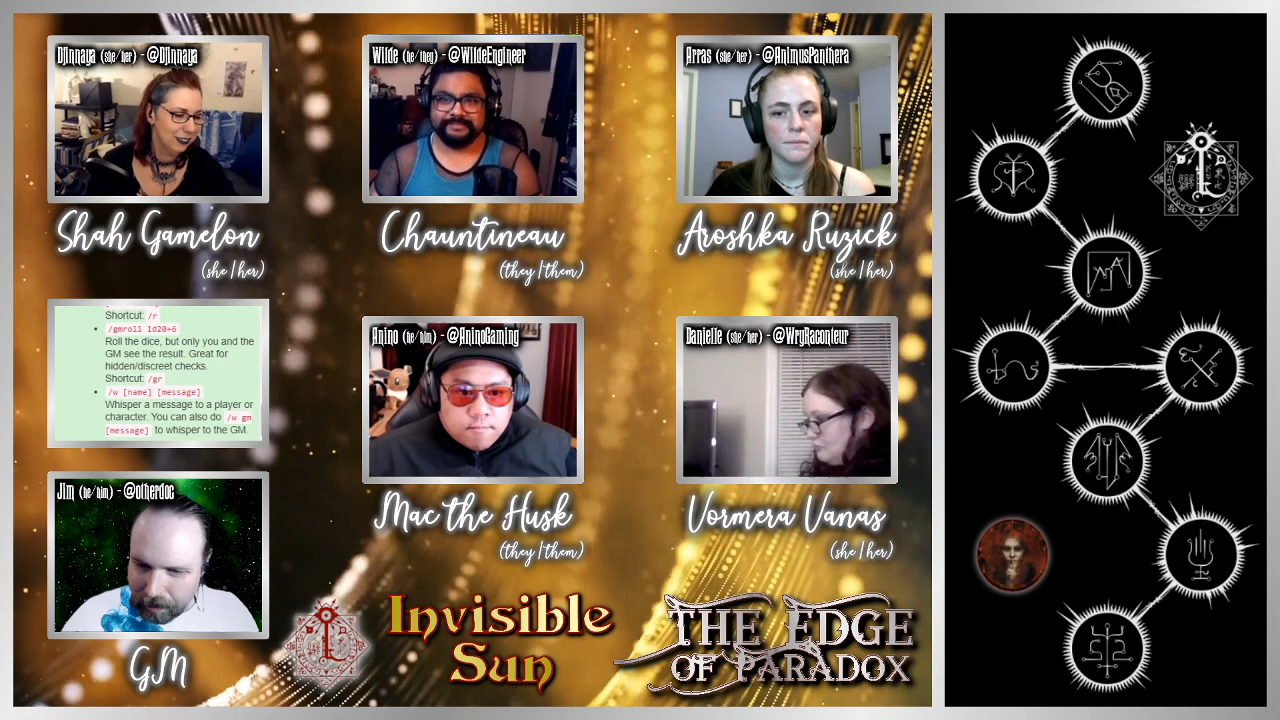 Djinnaya (she/her) - @Djinnaya
Shah Gamelon
(she/her)
Wilde (he/they) - @WildeEngineer
Chauntineau
(they/them)
Arras (she/her) - @AnimusPanthera
Aroshka Ruzick
(she/her)
Shortcut: /r
• /gmroll 1d20+6
Roll the dice, but only you and the
GM see the result. Great for
hidden/discreet checks.
Shortcut: /gr
• /w [name] [message]
Whisper a message to a player or
character. You can also do /w gm
[message] to whisper to the GM.
Anino (he/him) - @AninoGaming
Mac the Husk
(they/them)
Danielle (she/her) - @WryRaconteur
Vormera Vanas
(she/her)
Jim (he/him) - @otherdoc
GM
Invisible
Sun
THE EDGE
OF PARADOX